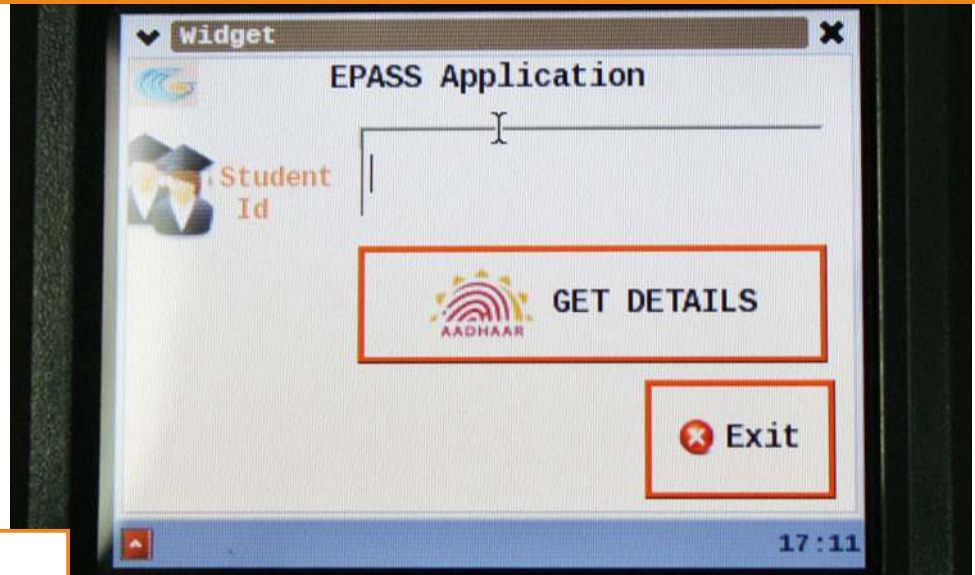 Widget
EPASS Application
Student
Id
AADHAAR
GET DETAILS
Exit
17:11